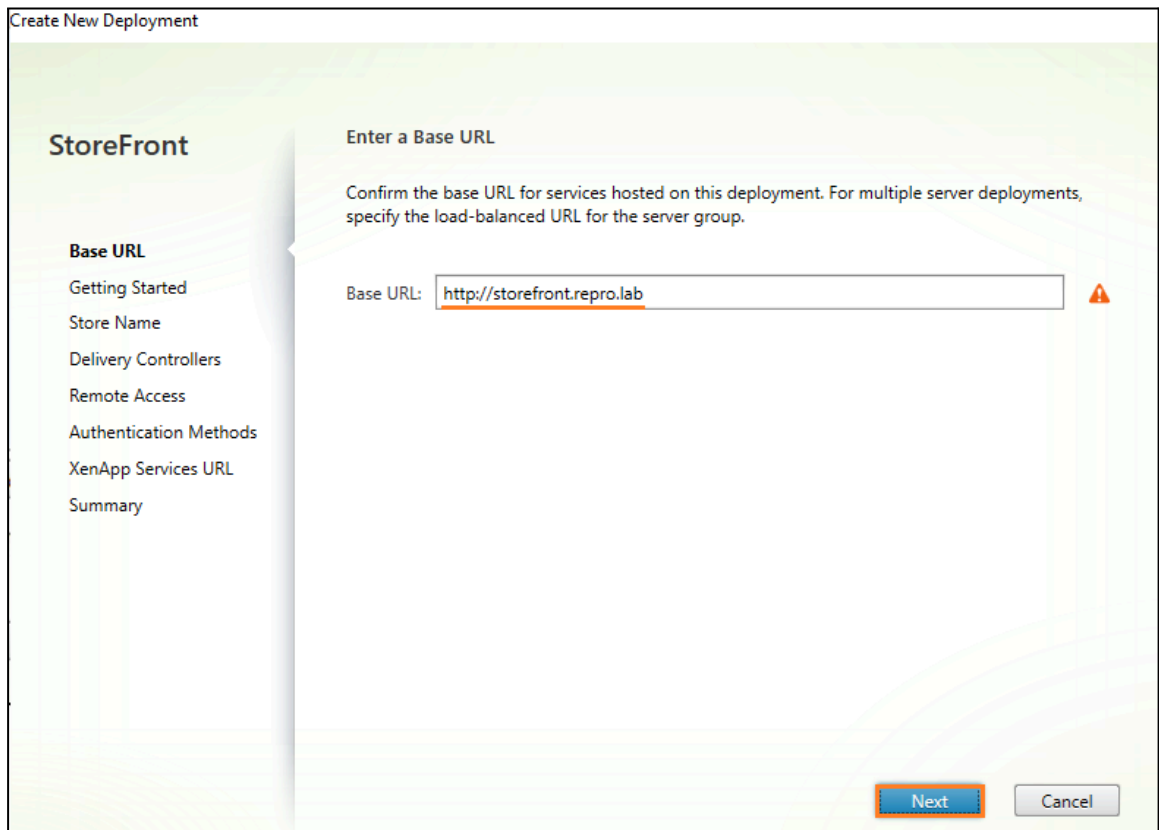 Create New Deployment
StoreFront
Base URL
Getting Started
Store Name
Delivery Controllers
Remote Access
Authentication Methods
XenApp Services URL
Summary
Enter a Base URL
Confirm the base URL for services hosted on this deployment. For multiple server deployments,
specify the load-balanced URL for the server group.
Base URL: http://storefront.repro.lab
Next Cancel